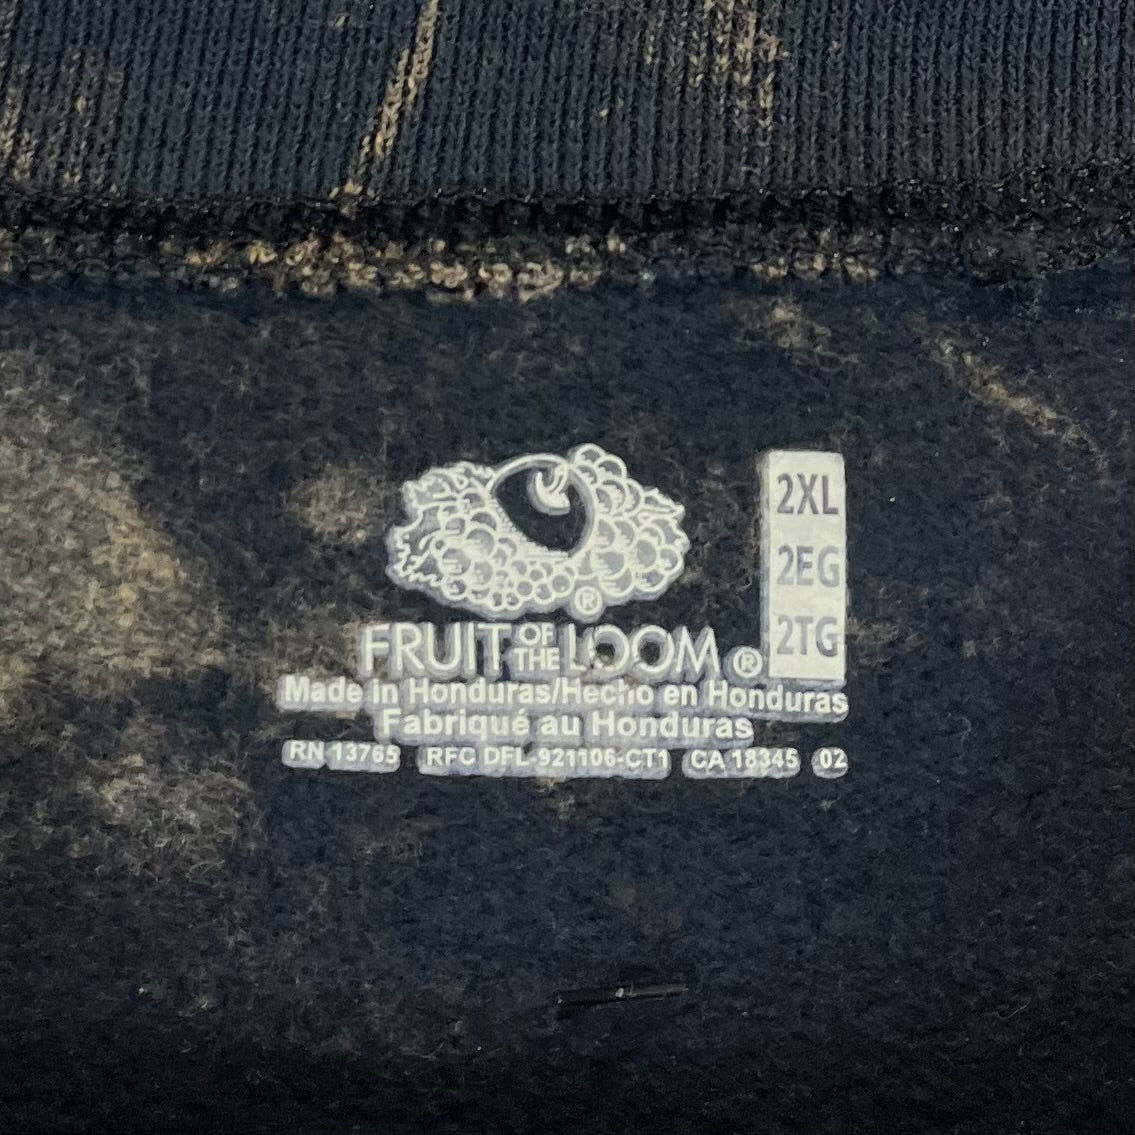 2XL
2EG
2TG
®
FRUIT OF THE LOOM ®
Made in Honduras/Hecho en Honduras
Fabriqué au Honduras
RN 13765 RFC DFL-921106-CT1 CA 18345 02